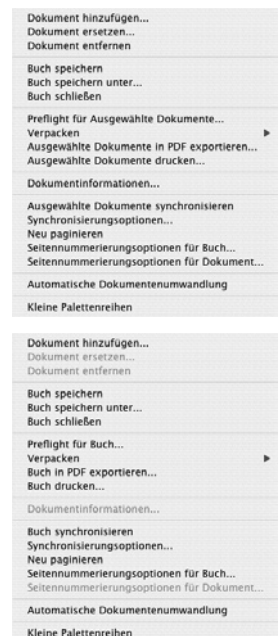 Dokument hinzufügen...
Dokument ersetzen...
Dokument entfernen
Buch speichern
Buch speichern unter...
Buch schließen
Preflight für Ausgewählte Dokumente...
Verpacken
Ausgewählte Dokumente in PDF exportieren...
Ausgewählte Dokumente drucken...
Dokumentinformationen...
Ausgewählte Dokumente synchronisieren
Synchronisierungsoptionen...
Neu paginieren
Seitennummerierungsoptionen für Buch...
Seitennummerierungsoptionen für Dokument...
Automatische Dokumentenumwandlung
Kleine Palettenreihen
Dokument hinzufügen...
Dokument ersetzen...
Dokument entfernen
Buch speichern
Buch speichern unter...
Buch schließen
Preflight für Buch...
Verpacken
Buch in PDF exportieren...
Buch drucken...
Dokumentinformationen...
Buch synchronisieren
Synchronisierungsoptionen...
Neu paginieren
Seitennummerierungsoptionen für Buch...
Seitennummerierungsoptionen für Dokument...
Automatische Dokumentenumwandlung
Kleine Palettenreihen